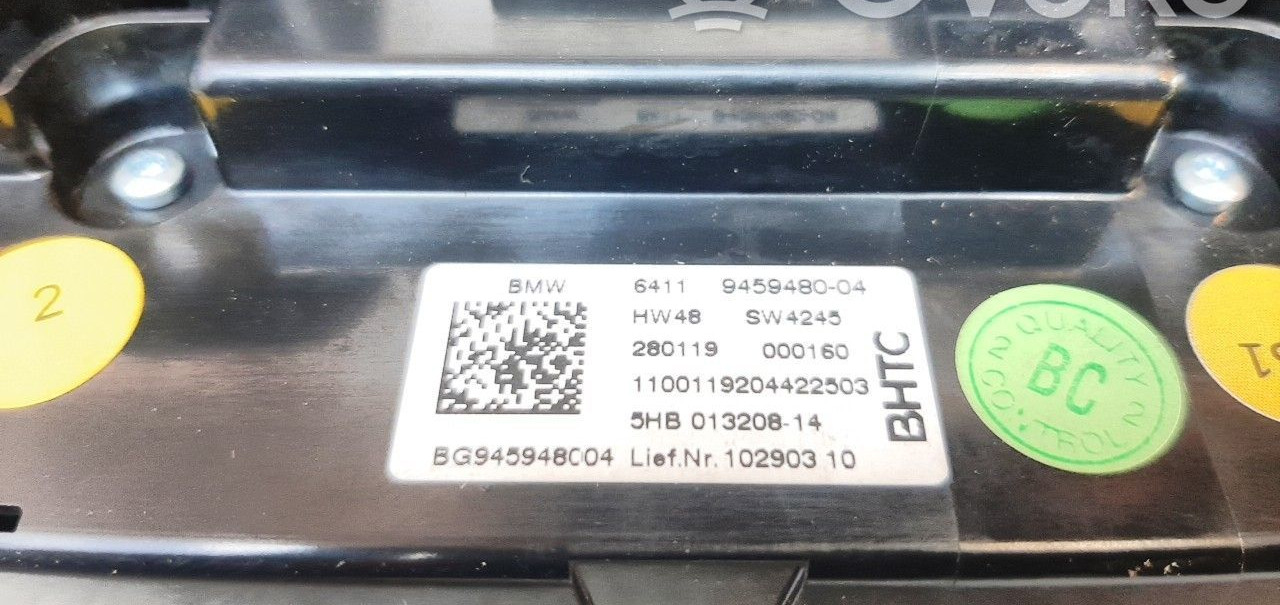 2
BMW 6411 9459480-04
HW48 SW4245
280119 000160
1100119204422503
5HB 013208-14
BG945948004 Lief.Nr. 102903 10
BHTC
QUALITY
2 BC 2
CONTROL